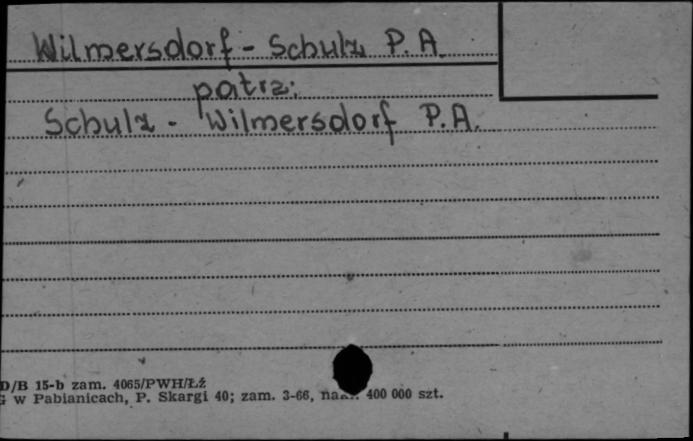 Wilmersdorf - Schulz P. A.
patrz:
Schulz - Wilmersdorf P. A.
D/B 15-b zam. 4065/PWH/Łź
w Pabianicach, P. Skargi 40; zam. 3-66, 400 000 szt.